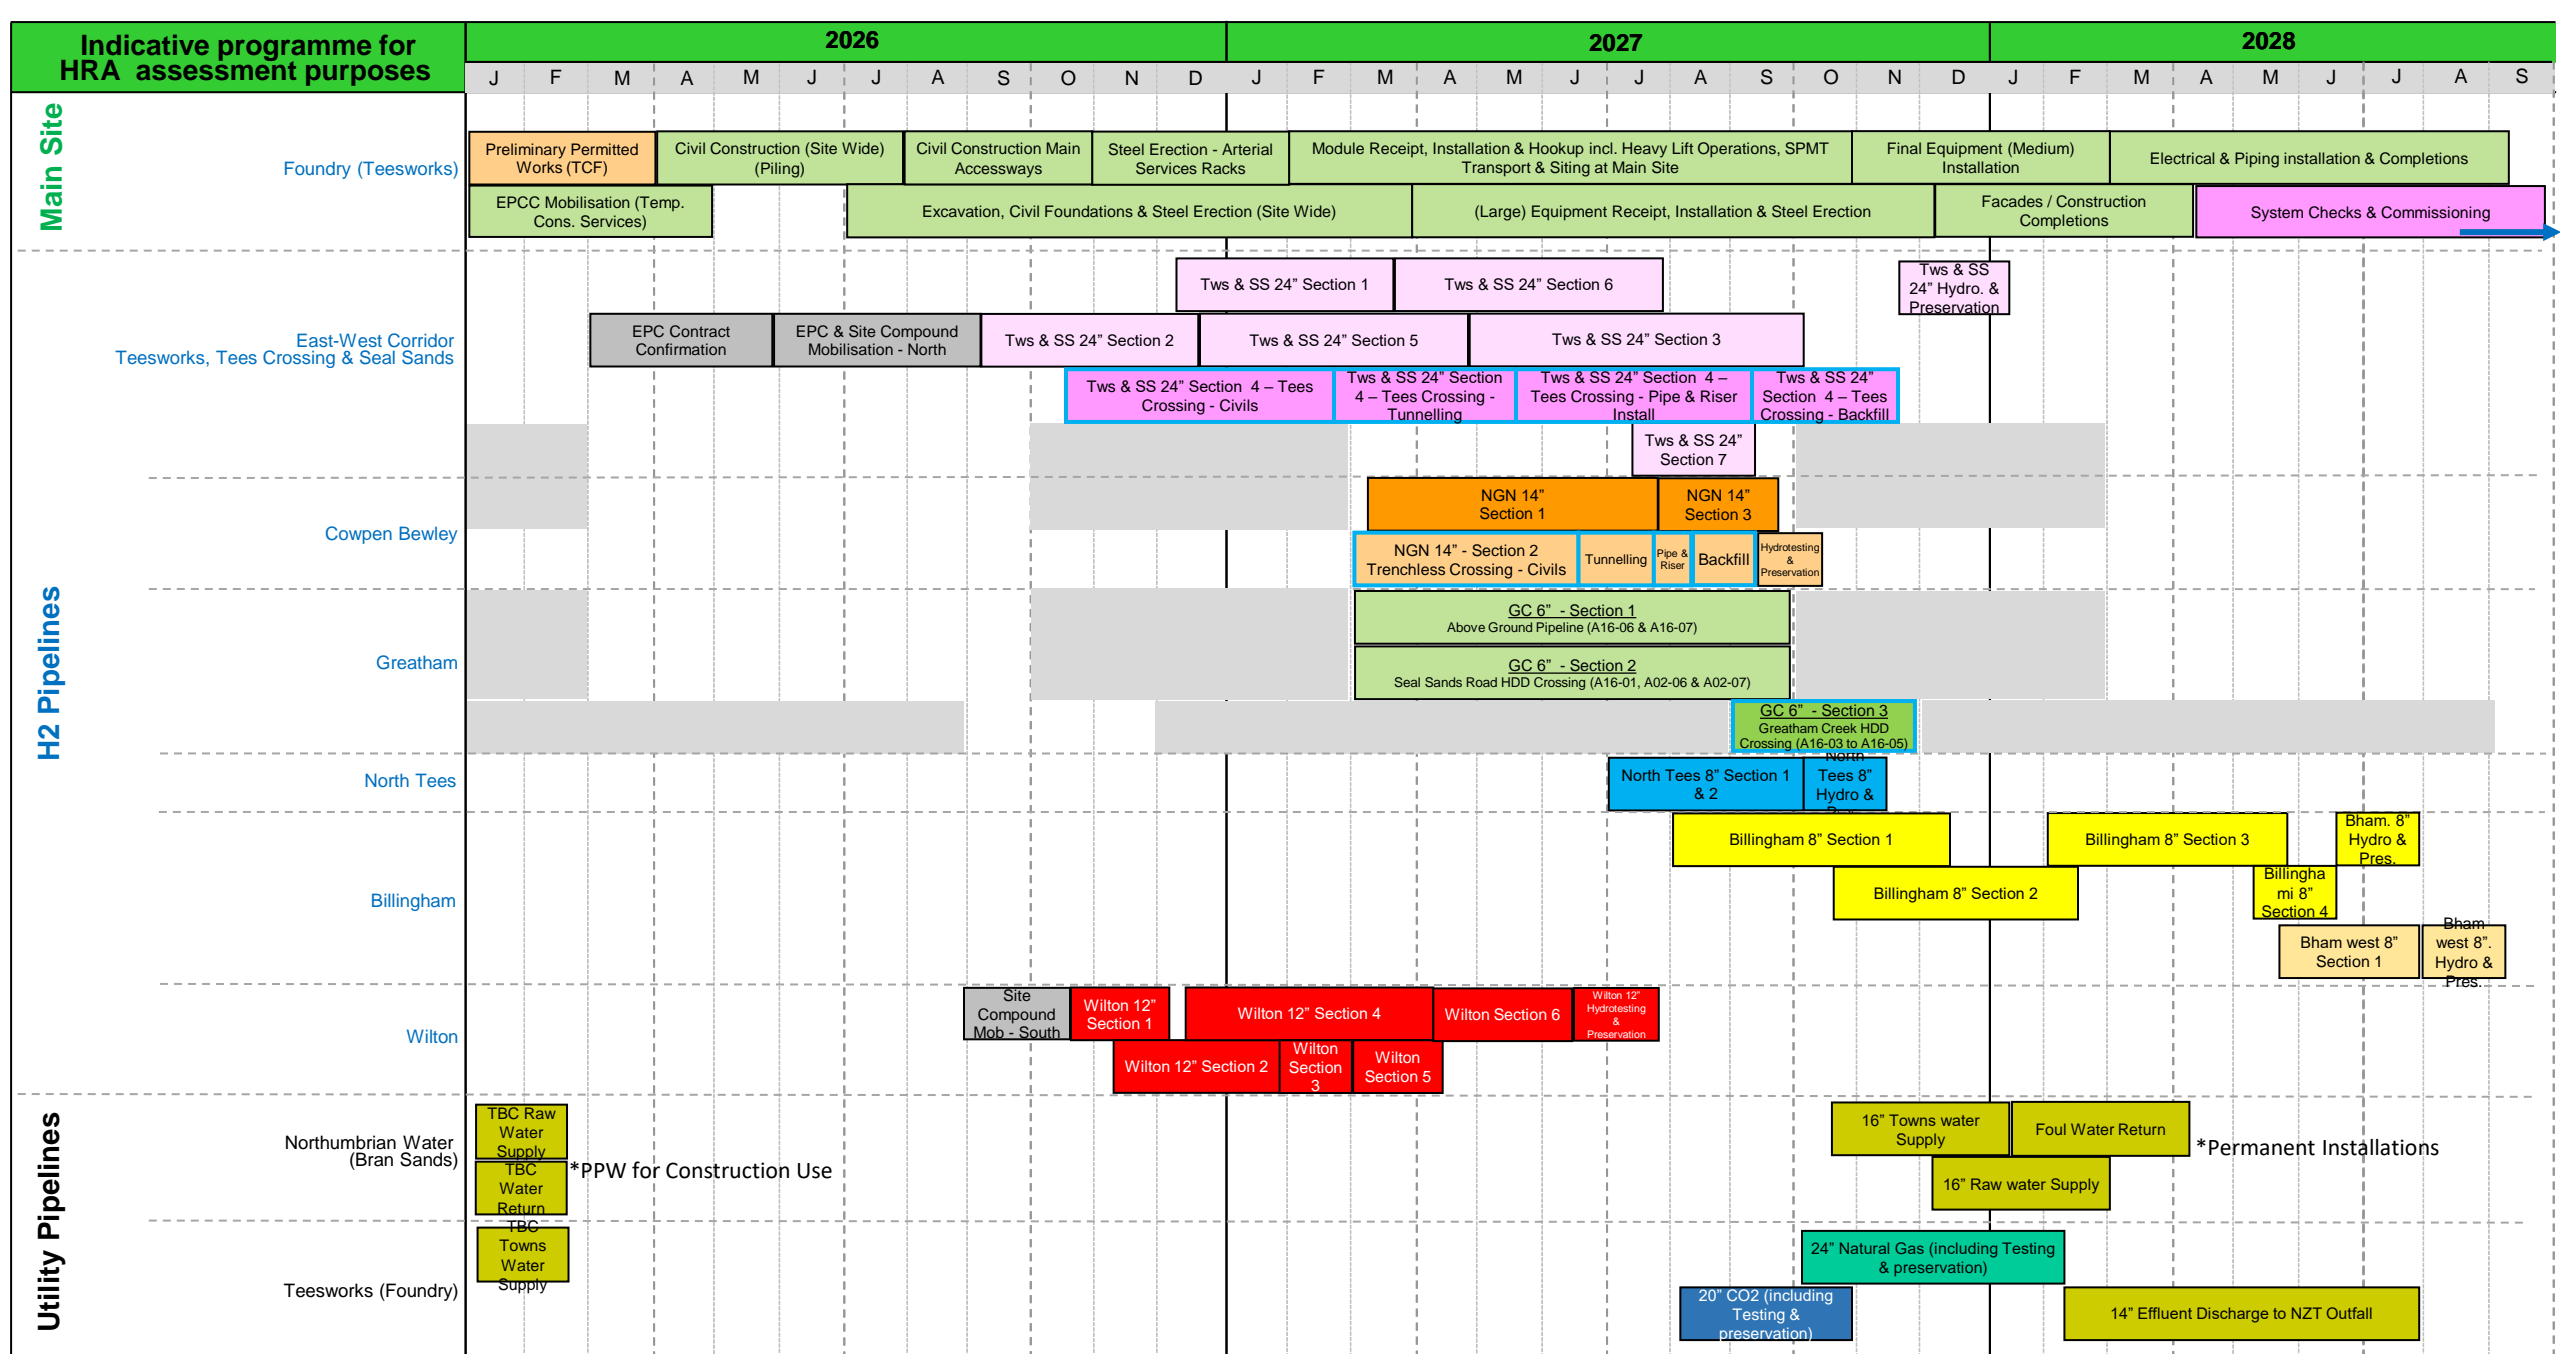 Indicative programme for
HRA  assessment purposes
2026
2027
2028
J F M A M J J A S O N D J F M A M J J A S O N D J F M A M J J A S
Main Site
Foundry (Teesworks)
Preliminary Permitted
Works (TCF)
Civil Construction (Site Wide)
(Piling)
Civil Construction Main
Accessways
Steel Erection - Arterial
Services Racks
Module Receipt, Installation & Hookup incl. Heavy Lift Operations, SPMT
Transport & Siting at Main Site
Final Equipment (Medium)
Installation
Electrical & Piping installation & Completions
EPCC Mobilisation (Temp.
Cons. Services)
Excavation, Civil Foundations & Steel Erection (Site Wide)
(Large) Equipment Receipt, Installation & Steel Erection
Facades / Construction
Completions
System Checks & Commissioning
H2 Pipelines
East-West Corridor
Teesworks, Tees Crossing & Seal Sands
Tws & SS 24” Section 1
Tws & SS 24” Section 6
Tws & SS
24” Hydro. &
Preservation
EPC Contract
Confirmation
EPC & Site Compound
Mobilisation - North
Tws & SS 24” Section 2
Tws & SS 24” Section 5
Tws & SS 24” Section 3
Tws & SS 24” Section  4 – Tees
Crossing - Civils
Tws & SS 24” Section
4 – Tees Crossing -
Tunnelling
Tws & SS 24” Section  4 –
Tees Crossing - Pipe & Riser
Install
Tws & SS 24”
Section  4 – Tees
Crossing - Backfill
Tws & SS 24”
Section 7
Cowpen Bewley
NGN 14”
Section 1
NGN 14”
Section 3
NGN 14” - Section 2
Trenchless Crossing - Civils
Tunnelling
Pipe &
Riser
Backfill
Hydrotesting
&
Preservation
Greatham
GC 6”  - Section 1
Above Ground Pipeline (A16-06 & A16-07)
GC 6”  - Section 2
Seal Sands Road HDD Crossing (A16-01, A02-06 & A02-07)
GC 6”  - Section 3
Greatham Creek HDD
Crossing (A16-03 to A16-05)
North Tees
North Tees 8” Section 1
& 2
North
Tees 8”
Hydro &
Billingham
Billingham 8” Section 1
Billingham 8” Section 3
Bham. 8”
Hydro &
Pres.
Billingham 8” Section 2
Billingha
mi 8”
Section 4
Bham west 8”
Section 1
Bham
west 8”.
Hydro &
Pres.
Wilton
Site
Compound
Mob - South
Wilton 12”
Section 1
Wilton 12” Section 4
Wilton Section 6
Wilton 12”
Hydrotesting
&
Preservation
Wilton 12” Section 2
Wilton
Section
3
Wilton
Section 5
Utility Pipelines
Northumbrian Water
(Bran Sands)
TBC Raw
Water
Supply
TBC
Water
Return
*PPW for Construction Use
16” Towns water
Supply
Foul Water Return
*Permanent Installations
16” Raw water Supply
Teesworks (Foundry)
TBC
Towns
Water
Supply
24” Natural Gas (including Testing
& preservation)
20” CO2 (including
Testing &
preservation)
14” Effluent Discharge to NZT Outfall